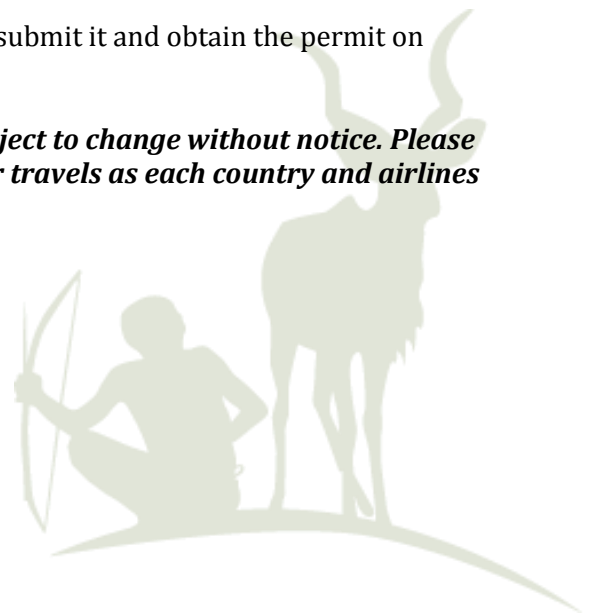 submit it and obtain the permit on
ject to change without notice. Please
r travels as each country and airlines